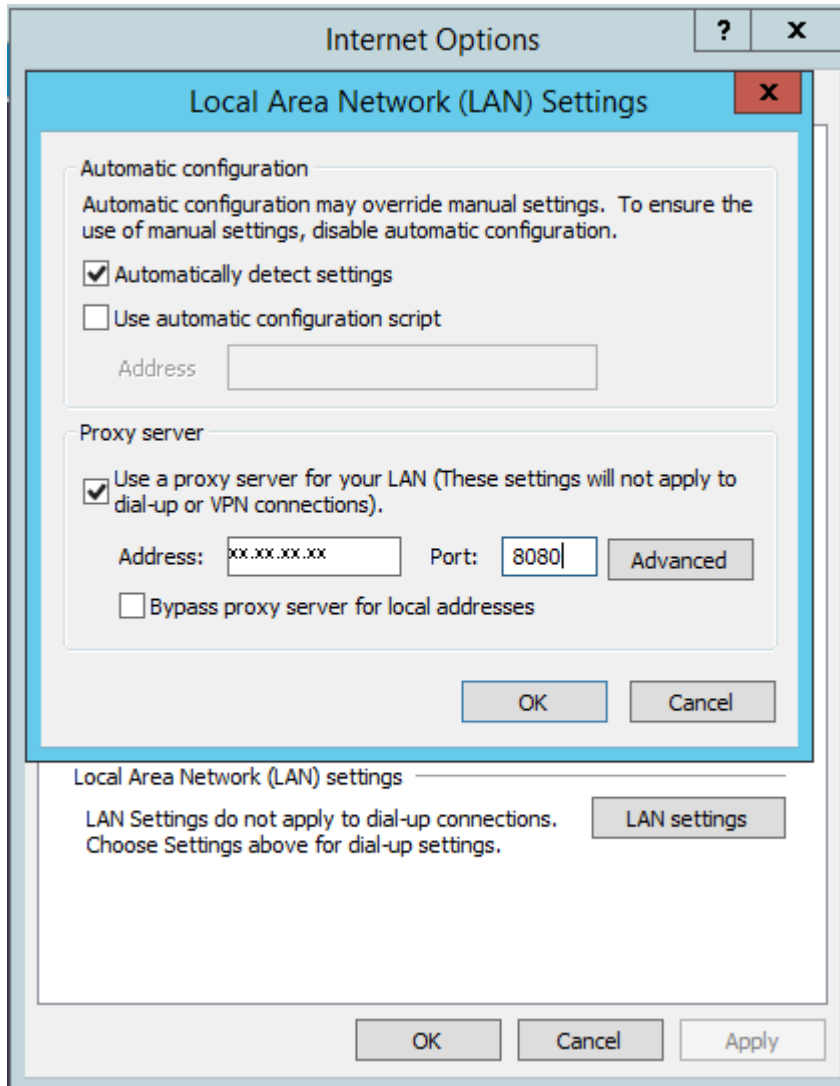 Internet Options
?
x
Local Area Network (LAN) Settings
x
Automatic configuration
Automatic configuration may override manual settings. To ensure the
use of manual settings, disable automatic configuration.
Automatically detect settings
Use automatic configuration script
Address
Proxy server
Use a proxy server for your LAN (These settings will not apply to
dial-up or VPN connections).
Address: xx.xx.xx.xx Port: 8080 Advanced
Bypass proxy server for local addresses
OK Cancel
Local Area Network (LAN) settings
LAN Settings do not apply to dial-up connections. LAN settings
Choose Settings above for dial-up settings.
OK Cancel Apply